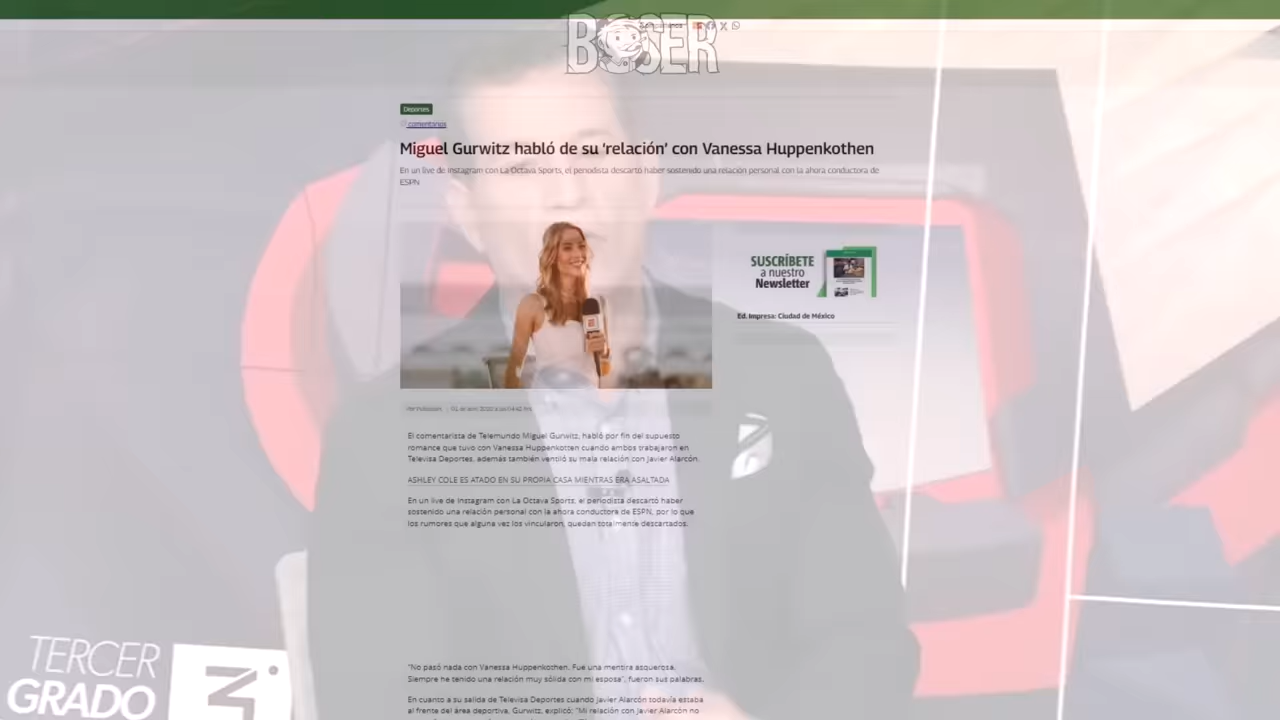 BOSER
Compártenos
Deportes
comentarios
Miguel Gurwitz habló de su 'relación' con Vanessa Huppenkothen
En un live de Instagram con La Octava Sports, el periodista descartó haber sostenido una relación personal con la ahora conductora de
ESPN
SUSCRÍBETE
a nuestro
Newsletter
Ed. Impresa: Ciudad de México
El comentarista de Telemundo Miguel Gurwitz, habló por fin del supuesto
romance que tuvo con Vanessa Huppenkotten cuando ambos trabajaron en
Televisa Deportes, además también ventiló su mala relación con Javier Alarcón.
ASHLEY COLE ES ATADO EN SU PROPIA CASA MIENTRAS ERA ASALTADA
En un live de Instagram con La Octava Sports, el periodista descartó haber
sostenido una relación personal con la ahora conductora de ESPN, por lo que
los rumores que alguna vez los vincularon, quedan totalmente descartados.
"No pasó nada con Vanessa Huppenkothen. Fue una mentira asquerosa.
Siempre he tenido una relación muy sólida con mi esposa", fueron sus palabras.
En cuanto a su salida de Televisa Deportes cuando Javier Alarcón todavía estaba
al frente del área deportiva, Gurwitz, explicó: "Mi relación con Javier Alarcón no
TERCER
GRADO